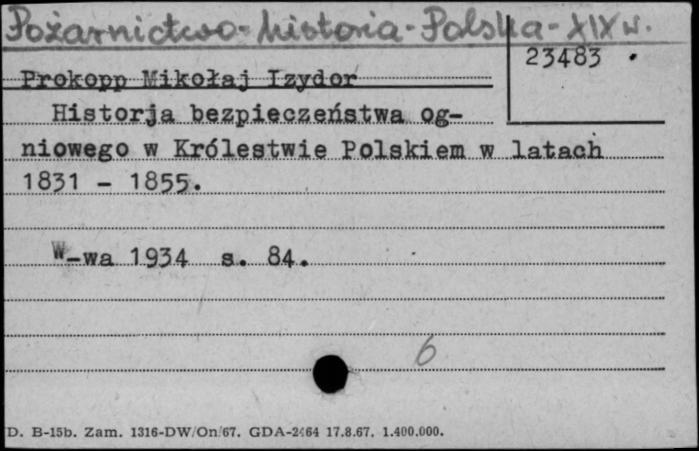 Pożarnictwo - historia - Polska - XIX w.
23483 .
Prokopp Mikołaj Izydor
Historja bezpieczeństwa og-
niowego w Królestwie Polskiem w latach
1831 - 1855.
W-wa 1934 s. 84.
6
D. B-15b. Zam. 1316-DW/On/67. GDA-2464 17.8.67. 1.400.000.